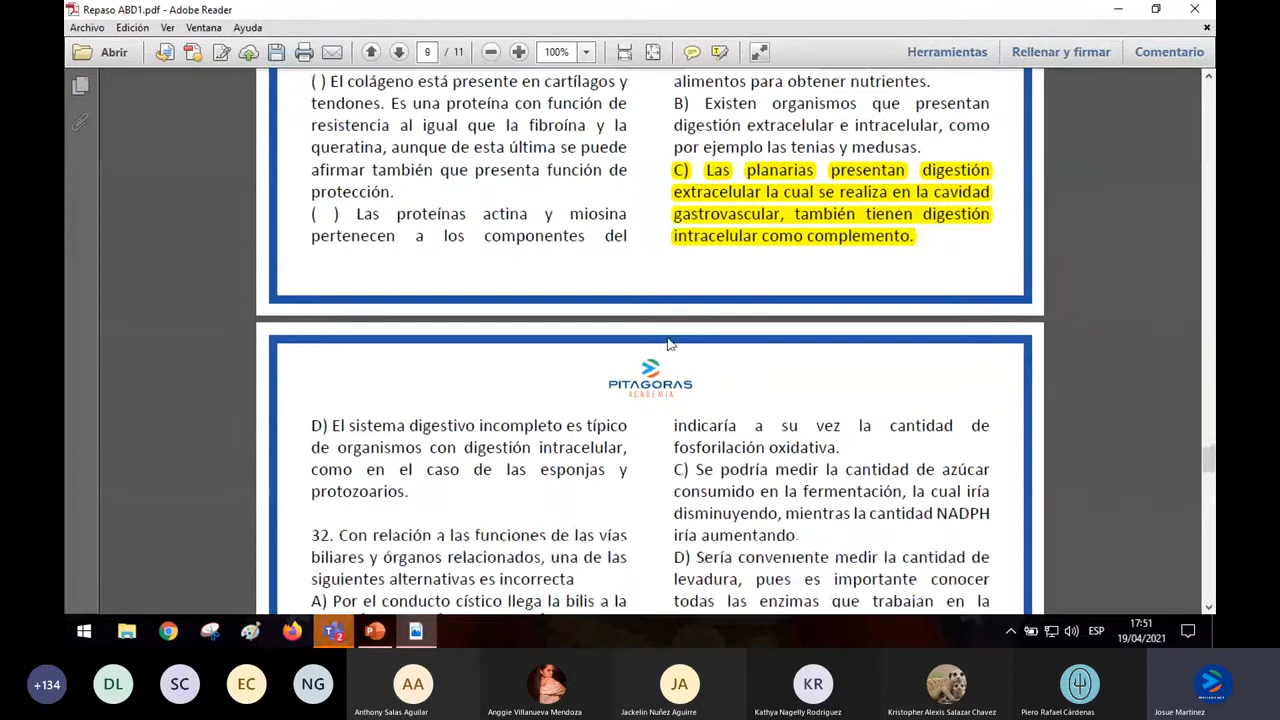 Repaso ABD1.pdf - Adobe Reader
Archivo Edición Ver Ventana Ayuda
Abrir
9 / 11
100%
Herramientas
Rellenar y firmar
Comentario
( ) El colágeno está presente en cartílagos y
tendones. Es una proteína con función de
resistencia al igual que la fibroína y la
queratina, aunque de esta última se puede
afirmar también que presenta función de
protección.
( ) Las proteínas actina y miosina
pertenecen a los componentes del
alimentos para obtener nutrientes.
B) Existen organismos que presentan
digestión extracelular e intracelular, como
por ejemplo las tenias y medusas.
C) Las planarias presentan digestión
extracelular la cual se realiza en la cavidad
gastrovascular, también tienen digestión
intracelular como complemento.
PITAGORAS
ACADEMIA
D) El sistema digestivo incompleto es típico
de organismos con digestión intracelular,
como en el caso de las esponjas y
protozoarios.
32. Con relación a las funciones de las vías
biliares y órganos relacionados, una de las
siguientes alternativas es incorrecta
A) Por el conducto cístico llega la bilis a la
indicaría a su vez la cantidad de
fosforilación oxidativa.
C) Se podría medir la cantidad de azúcar
consumido en la fermentación, la cual iría
disminuyendo, mientras la cantidad NADPH
iría aumentando.
D) Sería conveniente medir la cantidad de
levadura, pues es importante conocer
todas las enzimas que trabajan en la
2
ESP
17:51
19/04/2021
+134
DL
SC
EC
NG
AA
Anthony Salas Aguilar
Anggie Villanueva Mendoza
JA
Jackelin Nuñez Aguirre
KR
Kathya Nagelly Rodriguez
Kristopher Alexis Salazar Chavez
Piero Rafael Cárdenas
Josue Martinez